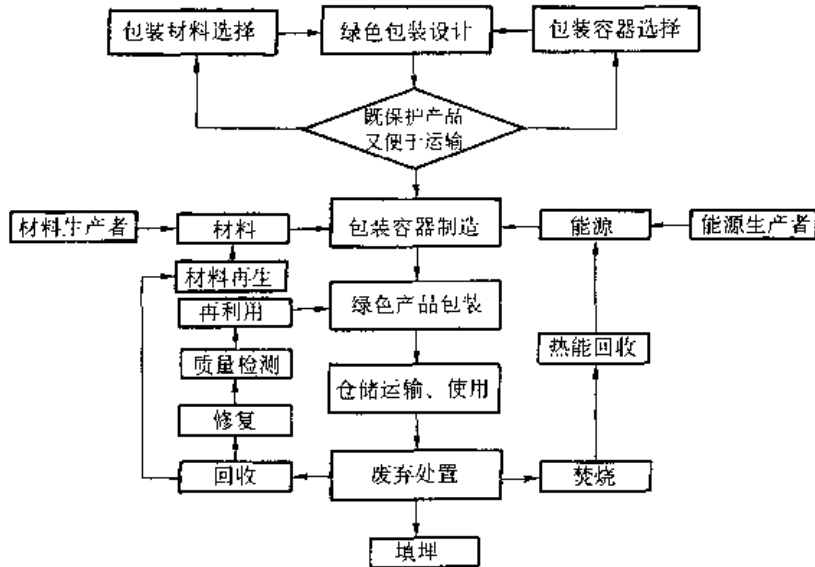 包装材料选择
绿色包装设计
包装容器选择
既保护产品
又便于运输
材料生产者
材料
包装容器制造
能源
能源生产者
材料再生
再利用
绿色产品包装
质量检测
热能回收
仓储运输、使用
修复
回收
废弃处置
焚烧
填埋